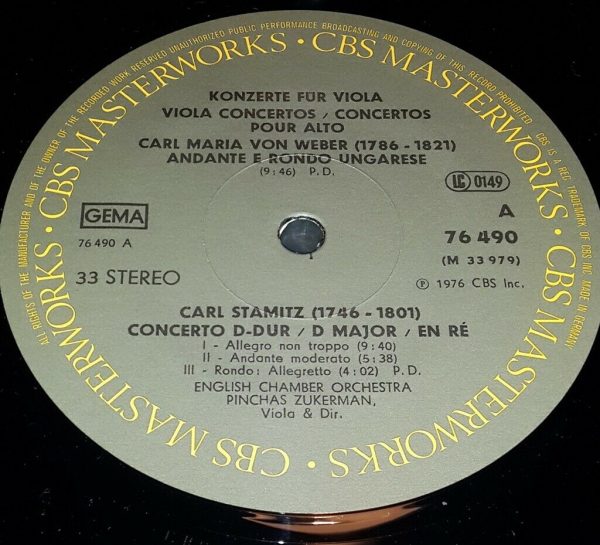 ALL RIGHTS OF THE MANUFACTURER AND OF THE OWNER OF THE RECORDED WORK RESERVED UNAUTHORIZED PUBLIC PERFORMANCE BROADCASTING AND COPYING OF THIS RECORD PROHIBITED. CBS IS A REG. TRADEMARK OF CBS INC. MADE IN GERMANY
CBS MASTERWORKS · CBS MASTERWORKS · CBS MASTERWORKS · CBS MASTERWORKS ·
KONZERTE FÜR VIOLA
VIOLA CONCERTOS / CONCERTOS
POUR ALTO
CARL MARIA VON WEBER (1786 - 1821)
ANDANTE E RONDO UNGARESE
(9:46) P.D.
GEMA
LC 0149
76 490 A
A
76 490
(M 33 979)
33 STEREO
Ⓟ 1976 CBS Inc.
CARL STAMITZ (1746 - 1801)
CONCERTO D-DUR / D MAJOR / EN RÉ
I - Allegro non troppo (9:40)
II - Andante moderato (5:38)
III - Rondo: Allegretto (4:02) P.D.
ENGLISH CHAMBER ORCHESTRA
PINCHAS ZUKERMAN,
Viola & Dir.